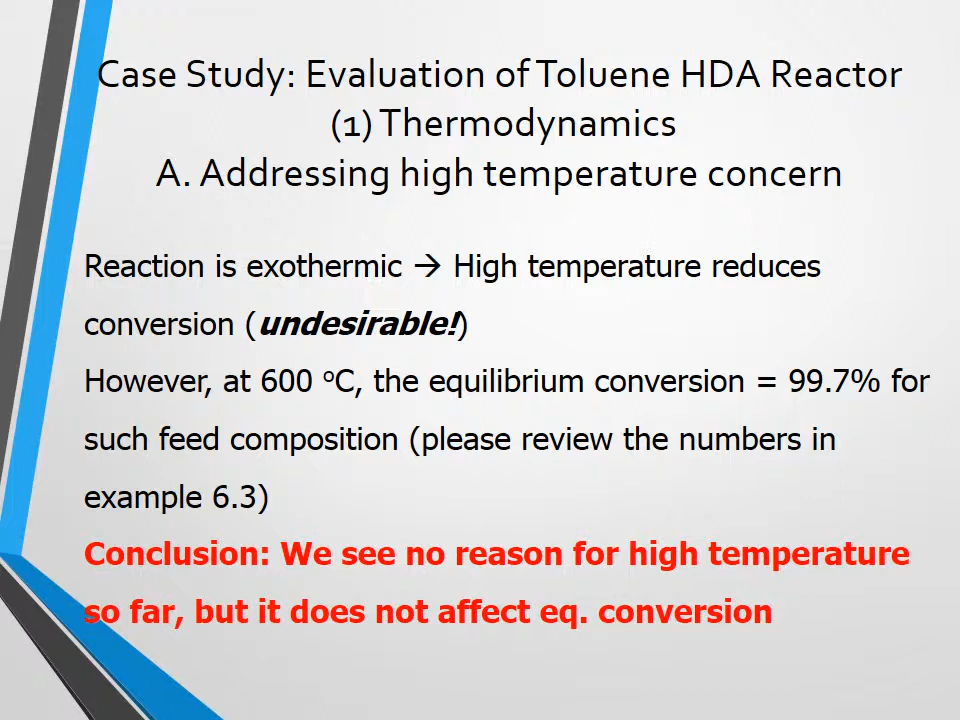 Case Study: Evaluation of Toluene HDA Reactor
(1) Thermodynamics
A. Addressing high temperature concern
Reaction is exothermic → High temperature reduces
conversion (undesirable!)
However, at 600 ᵒC, the equilibrium conversion = 99.7% for
such feed composition (please review the numbers in
example 6.3)
Conclusion: We see no reason for high temperature
so far, but it does not affect eq. conversion